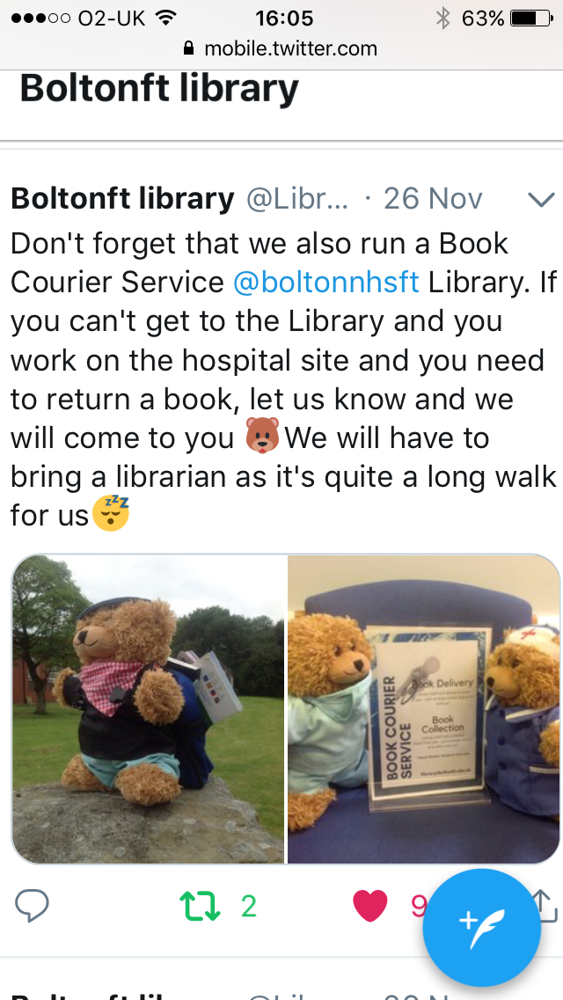 O2-UK 16:05 63%
mobile.twitter.com
Boltonft library
Boltonft library @Libr... · 26 Nov
Don't forget that we also run a Book
Courier Service @boltonnhsft Library. If
you can't get to the Library and you
work on the hospital site and you need
to return a book, let us know and we
will come to you 🐻 We will have to
bring a librarian as it's quite a long walk
for us😴
BOOK COURIER
SERVICE
Book Delivery
Book
Collection
2 9